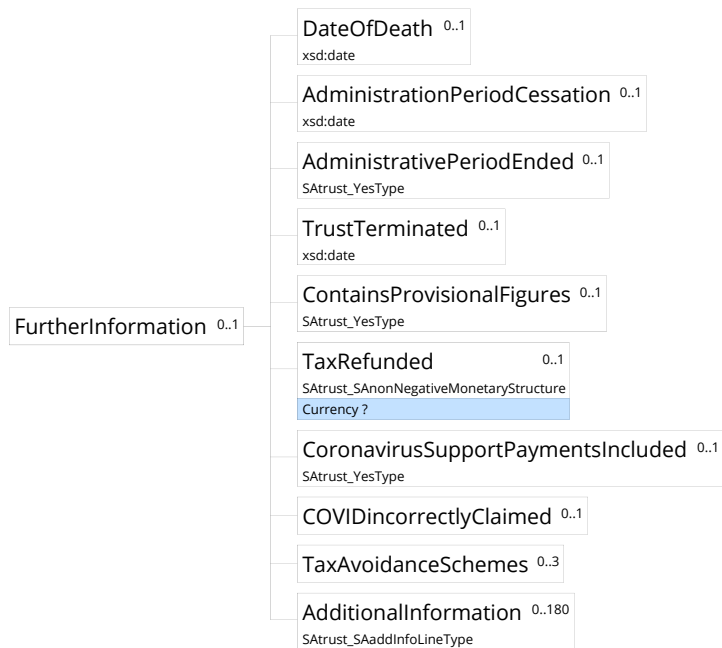 DateOfDeath 0..1
xsd:date
AdministrationPeriodCessation 0..1
xsd:date
AdministrativePeriodEnded 0..1
SAtrust_YesType
TrustTerminated 0..1
xsd:date
ContainsProvisionalFigures 0..1
SAtrust_YesType
FurtherInformation 0..1
TaxRefunded 0..1
SAtrust_SAnonNegativeMonetaryStructure
Currency ?
CoronavirusSupportPaymentsIncluded 0..1
SAtrust_YesType
COVIDincorrectlyClaimed 0..1
TaxAvoidanceSchemes 0..3
AdditionalInformation 0..180
SAtrust_SAaddInfoLineType